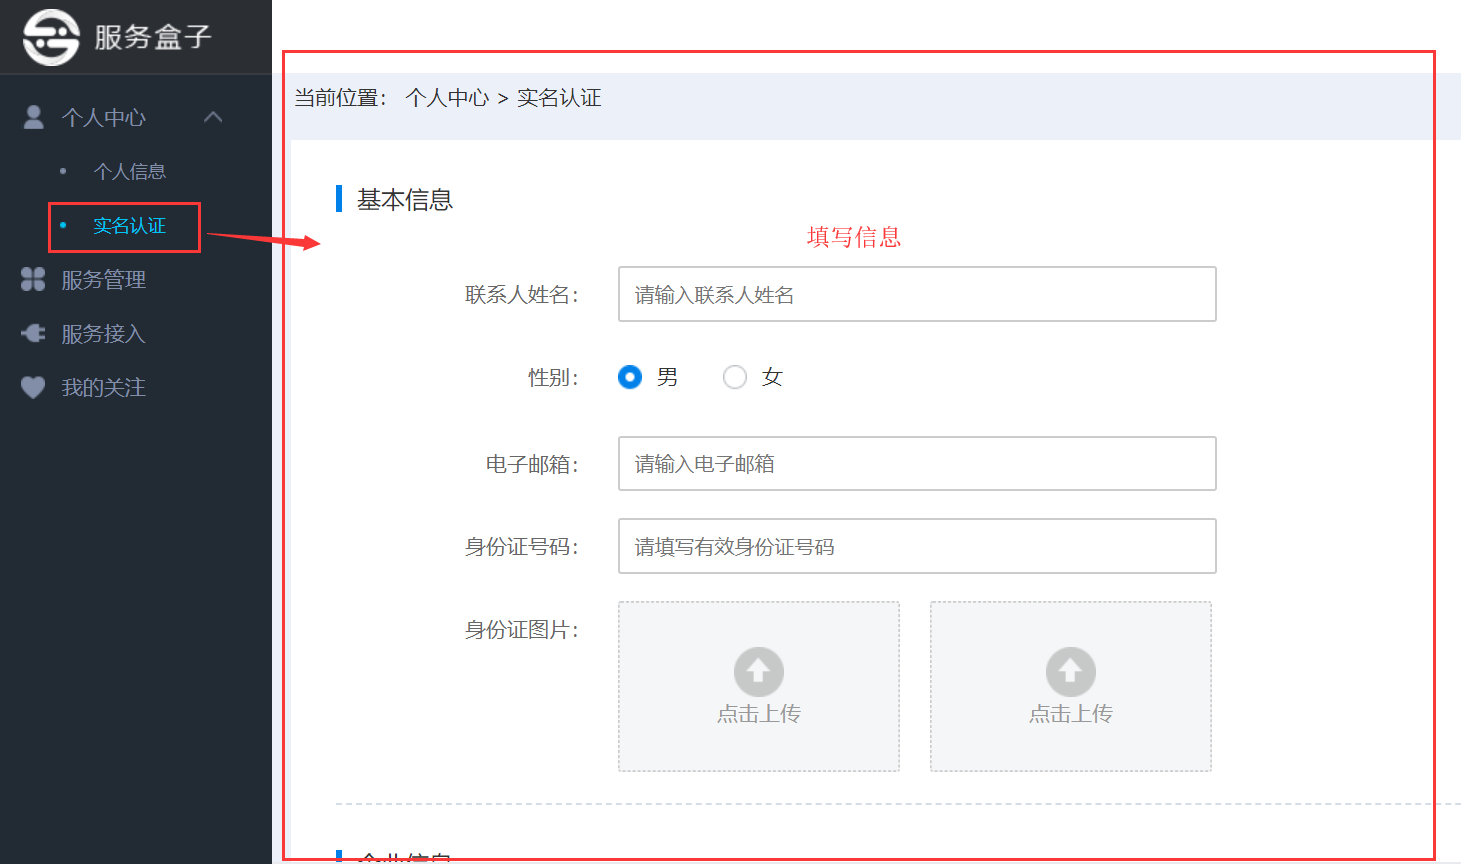 服务盒子
个人中心
个人信息
实名认证
服务管理
服务接入
我的关注
当前位置： 个人中心 > 实名认证
基本信息
填写信息
联系人姓名： 请输入联系人姓名
性别： 男 女
电子邮箱： 请输入电子邮箱
身份证号码： 请填写有效身份证号码
身份证图片： 点击上传 点击上传
企业信息